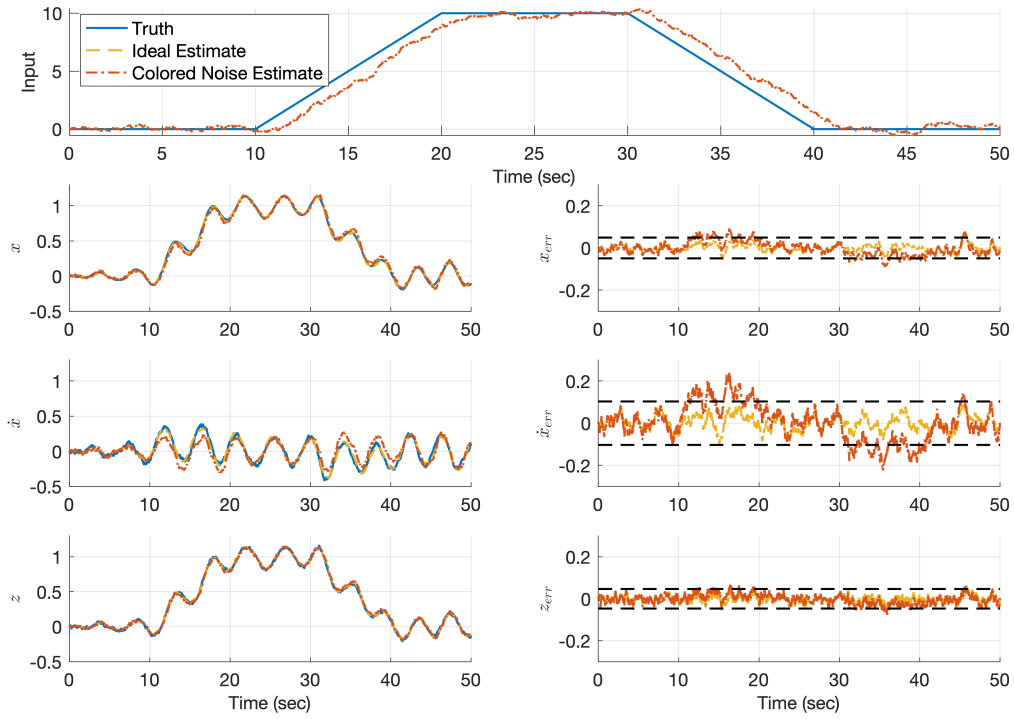 10
5
0
Input
Truth
Ideal Estimate
Colored Noise Estimate
0 5 10 15 20 25 30 35 40 45 50
Time (sec)
1
0.5
0
-0.5
x
0 10 20 30 40 50
0.2
0
-0.2
x_err
0 10 20 30 40 50
1
0.5
0
-0.5
ẋ
0 10 20 30 40 50
0.2
0
-0.2
ẋ_err
0 10 20 30 40 50
1
0.5
0
-0.5
z
0 10 20 30 40 50
Time (sec)
0.2
0
-0.2
z_err
0 10 20 30 40 50
Time (sec)